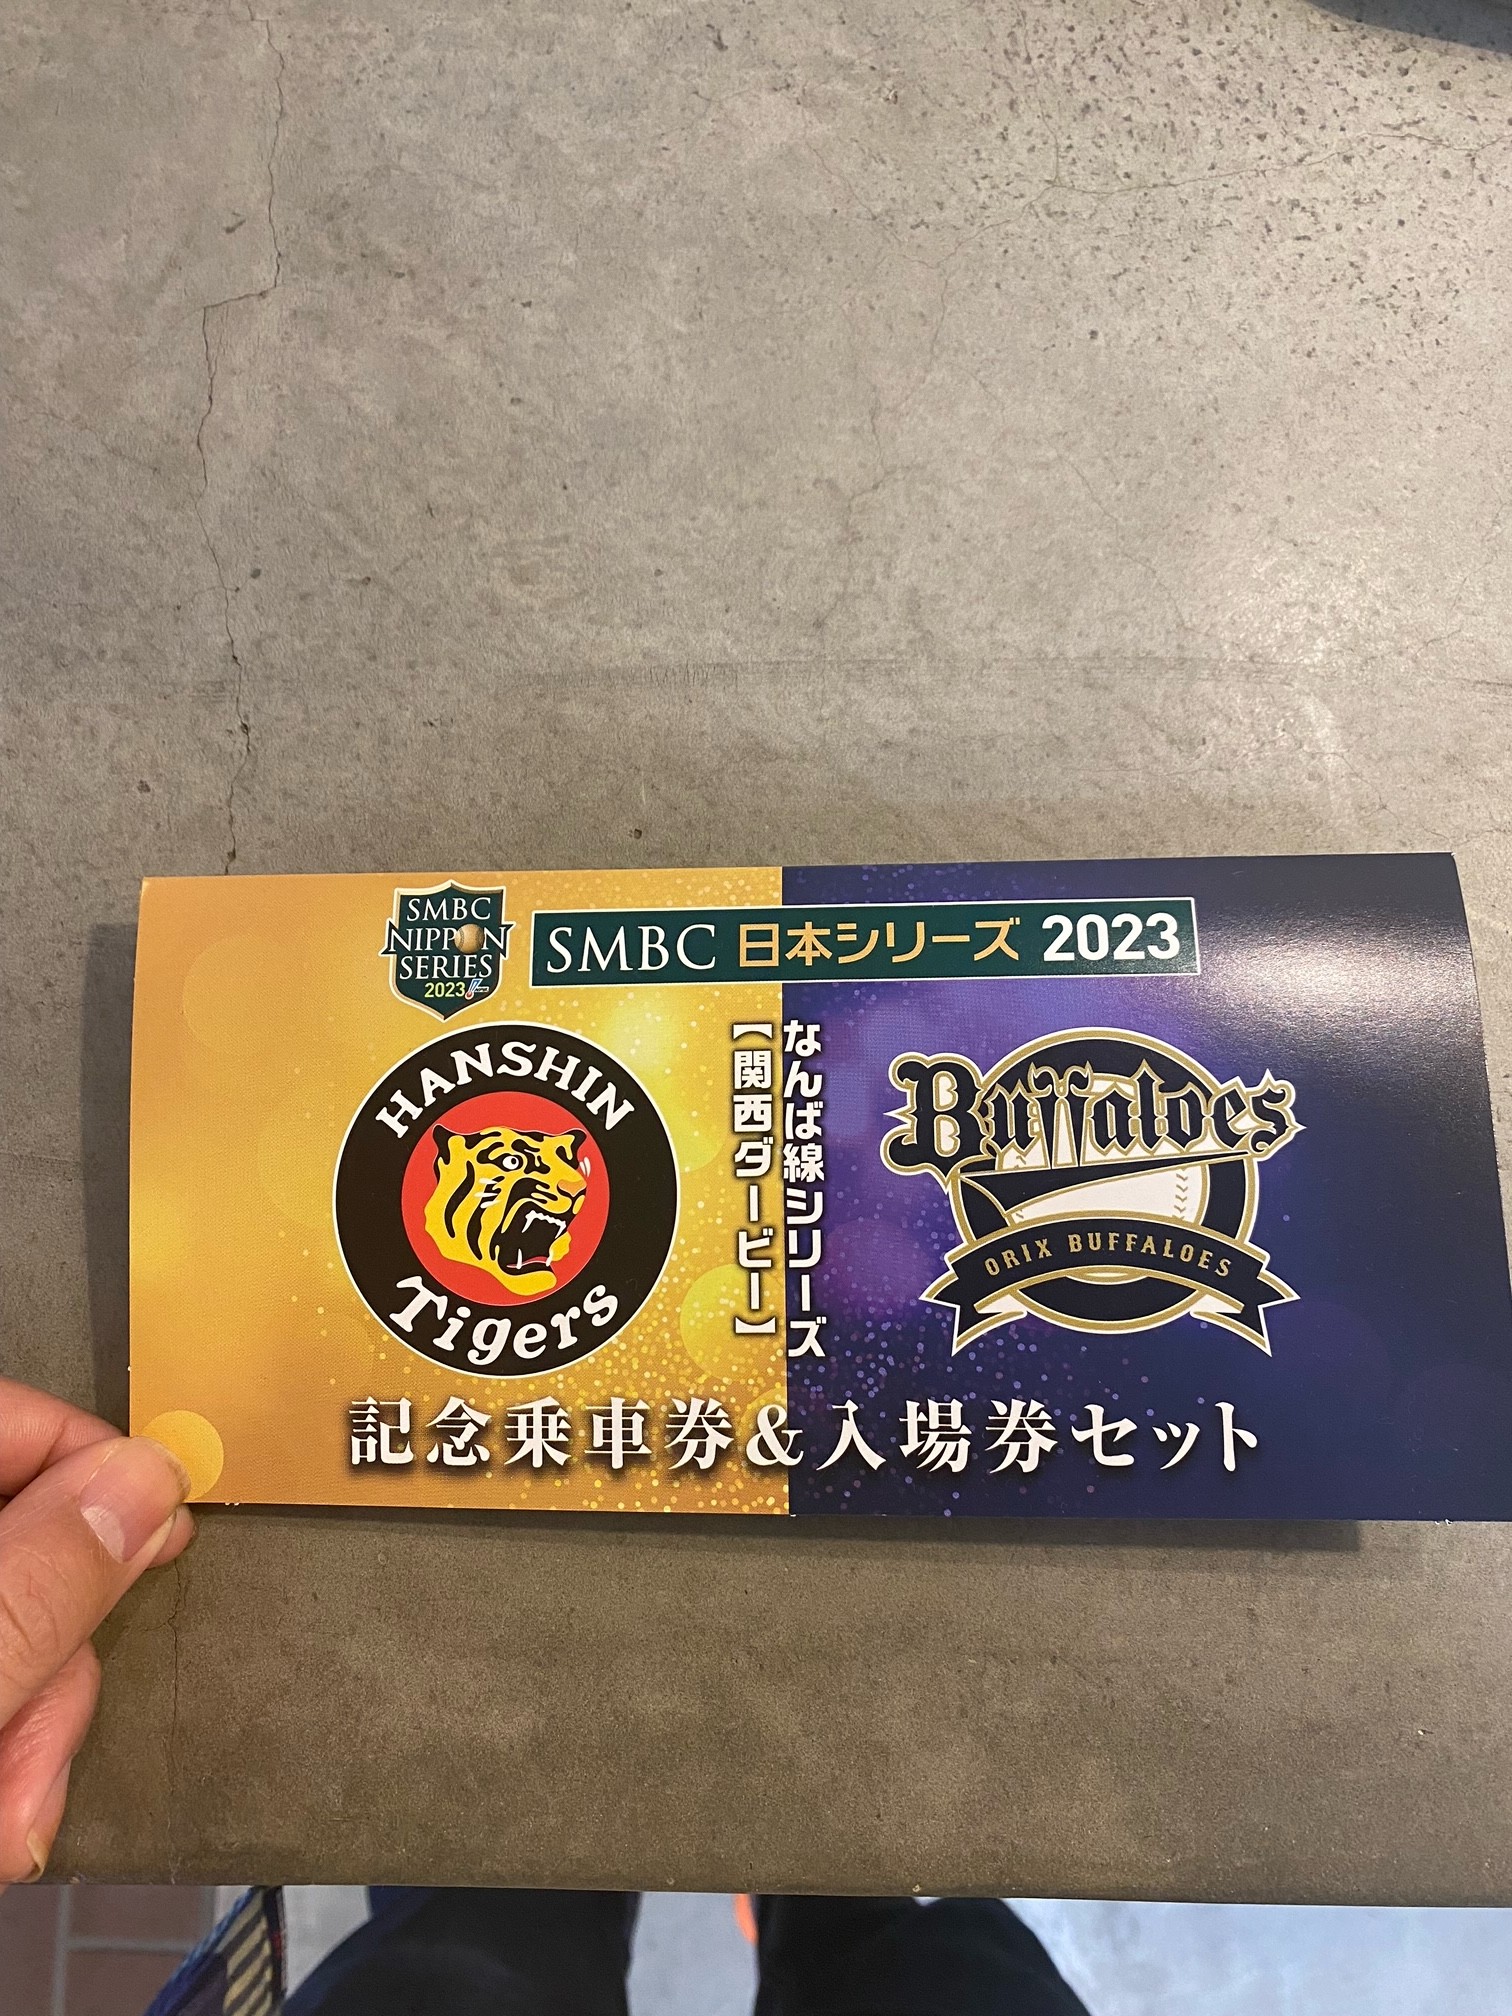 SMBC
NIPPON
SERIES
2023
SMBC 日本シリーズ 2023
なんば線シリーズ
【関西ダービー】
HANSHIN
Tigers
Buffaloes
ORIX BUFFALOES
記念乗車券&入場券セット